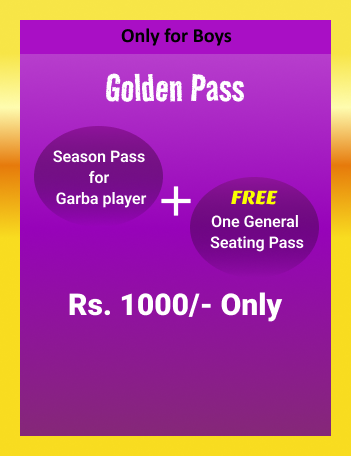 Only for Boys
Golden Pass
Season Pass
for
Garba player
+
FREE
One General
Seating Pass
Rs. 1000/- Only